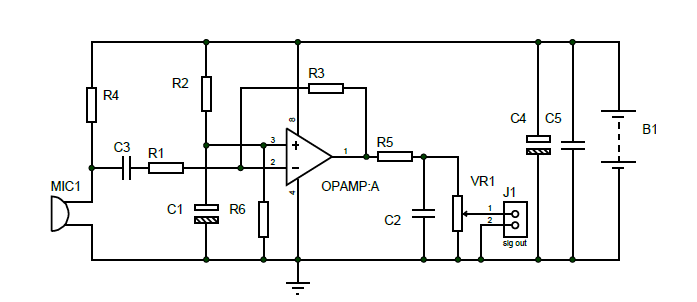 R3
R2
R4
C4
C5
B1
8
3
C3
R1
2
1
R5
MIC1
4
OPAMP:A
VR1
J1
C1
R6
C2
1
2
sig out